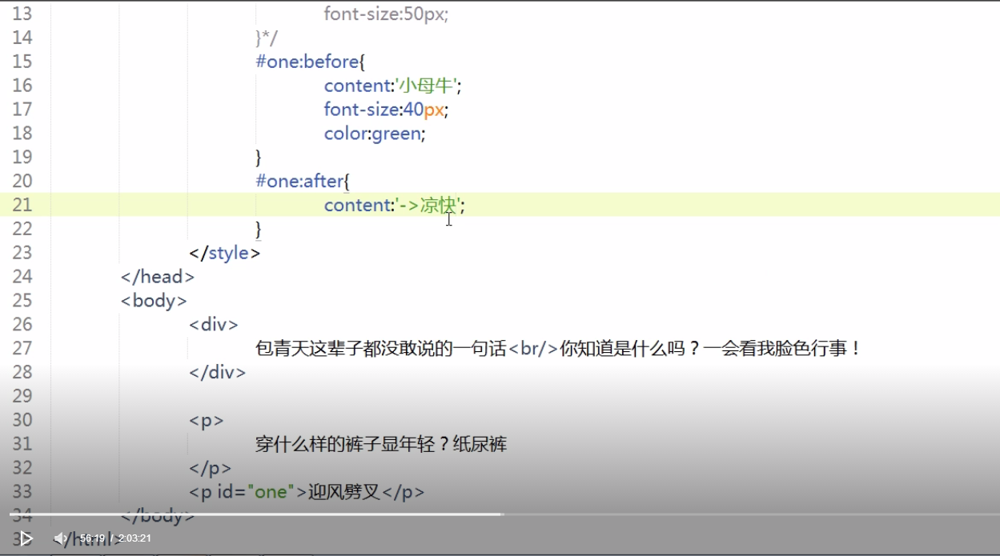 13 font-size:50px;
14 }*/
15 #one:before{
16 content:'小母牛';
17 font-size:40px;
18 color:green;
19 }
20 #one:after{
21 content:'->凉快';
22 }
23 </style>
24 </head>
25 <body>
26 <div>
27 包青天这辈子都没敢说的一句话<br/>你知道是什么吗？一会看我脸色行事！
28 </div>
29
30 <p>
31 穿什么样的裤子显年轻？纸尿裤
32 </p>
33 <p id="one">迎风劈叉</p>
34 </body>
35 </html>
56:19 / 2:03:21